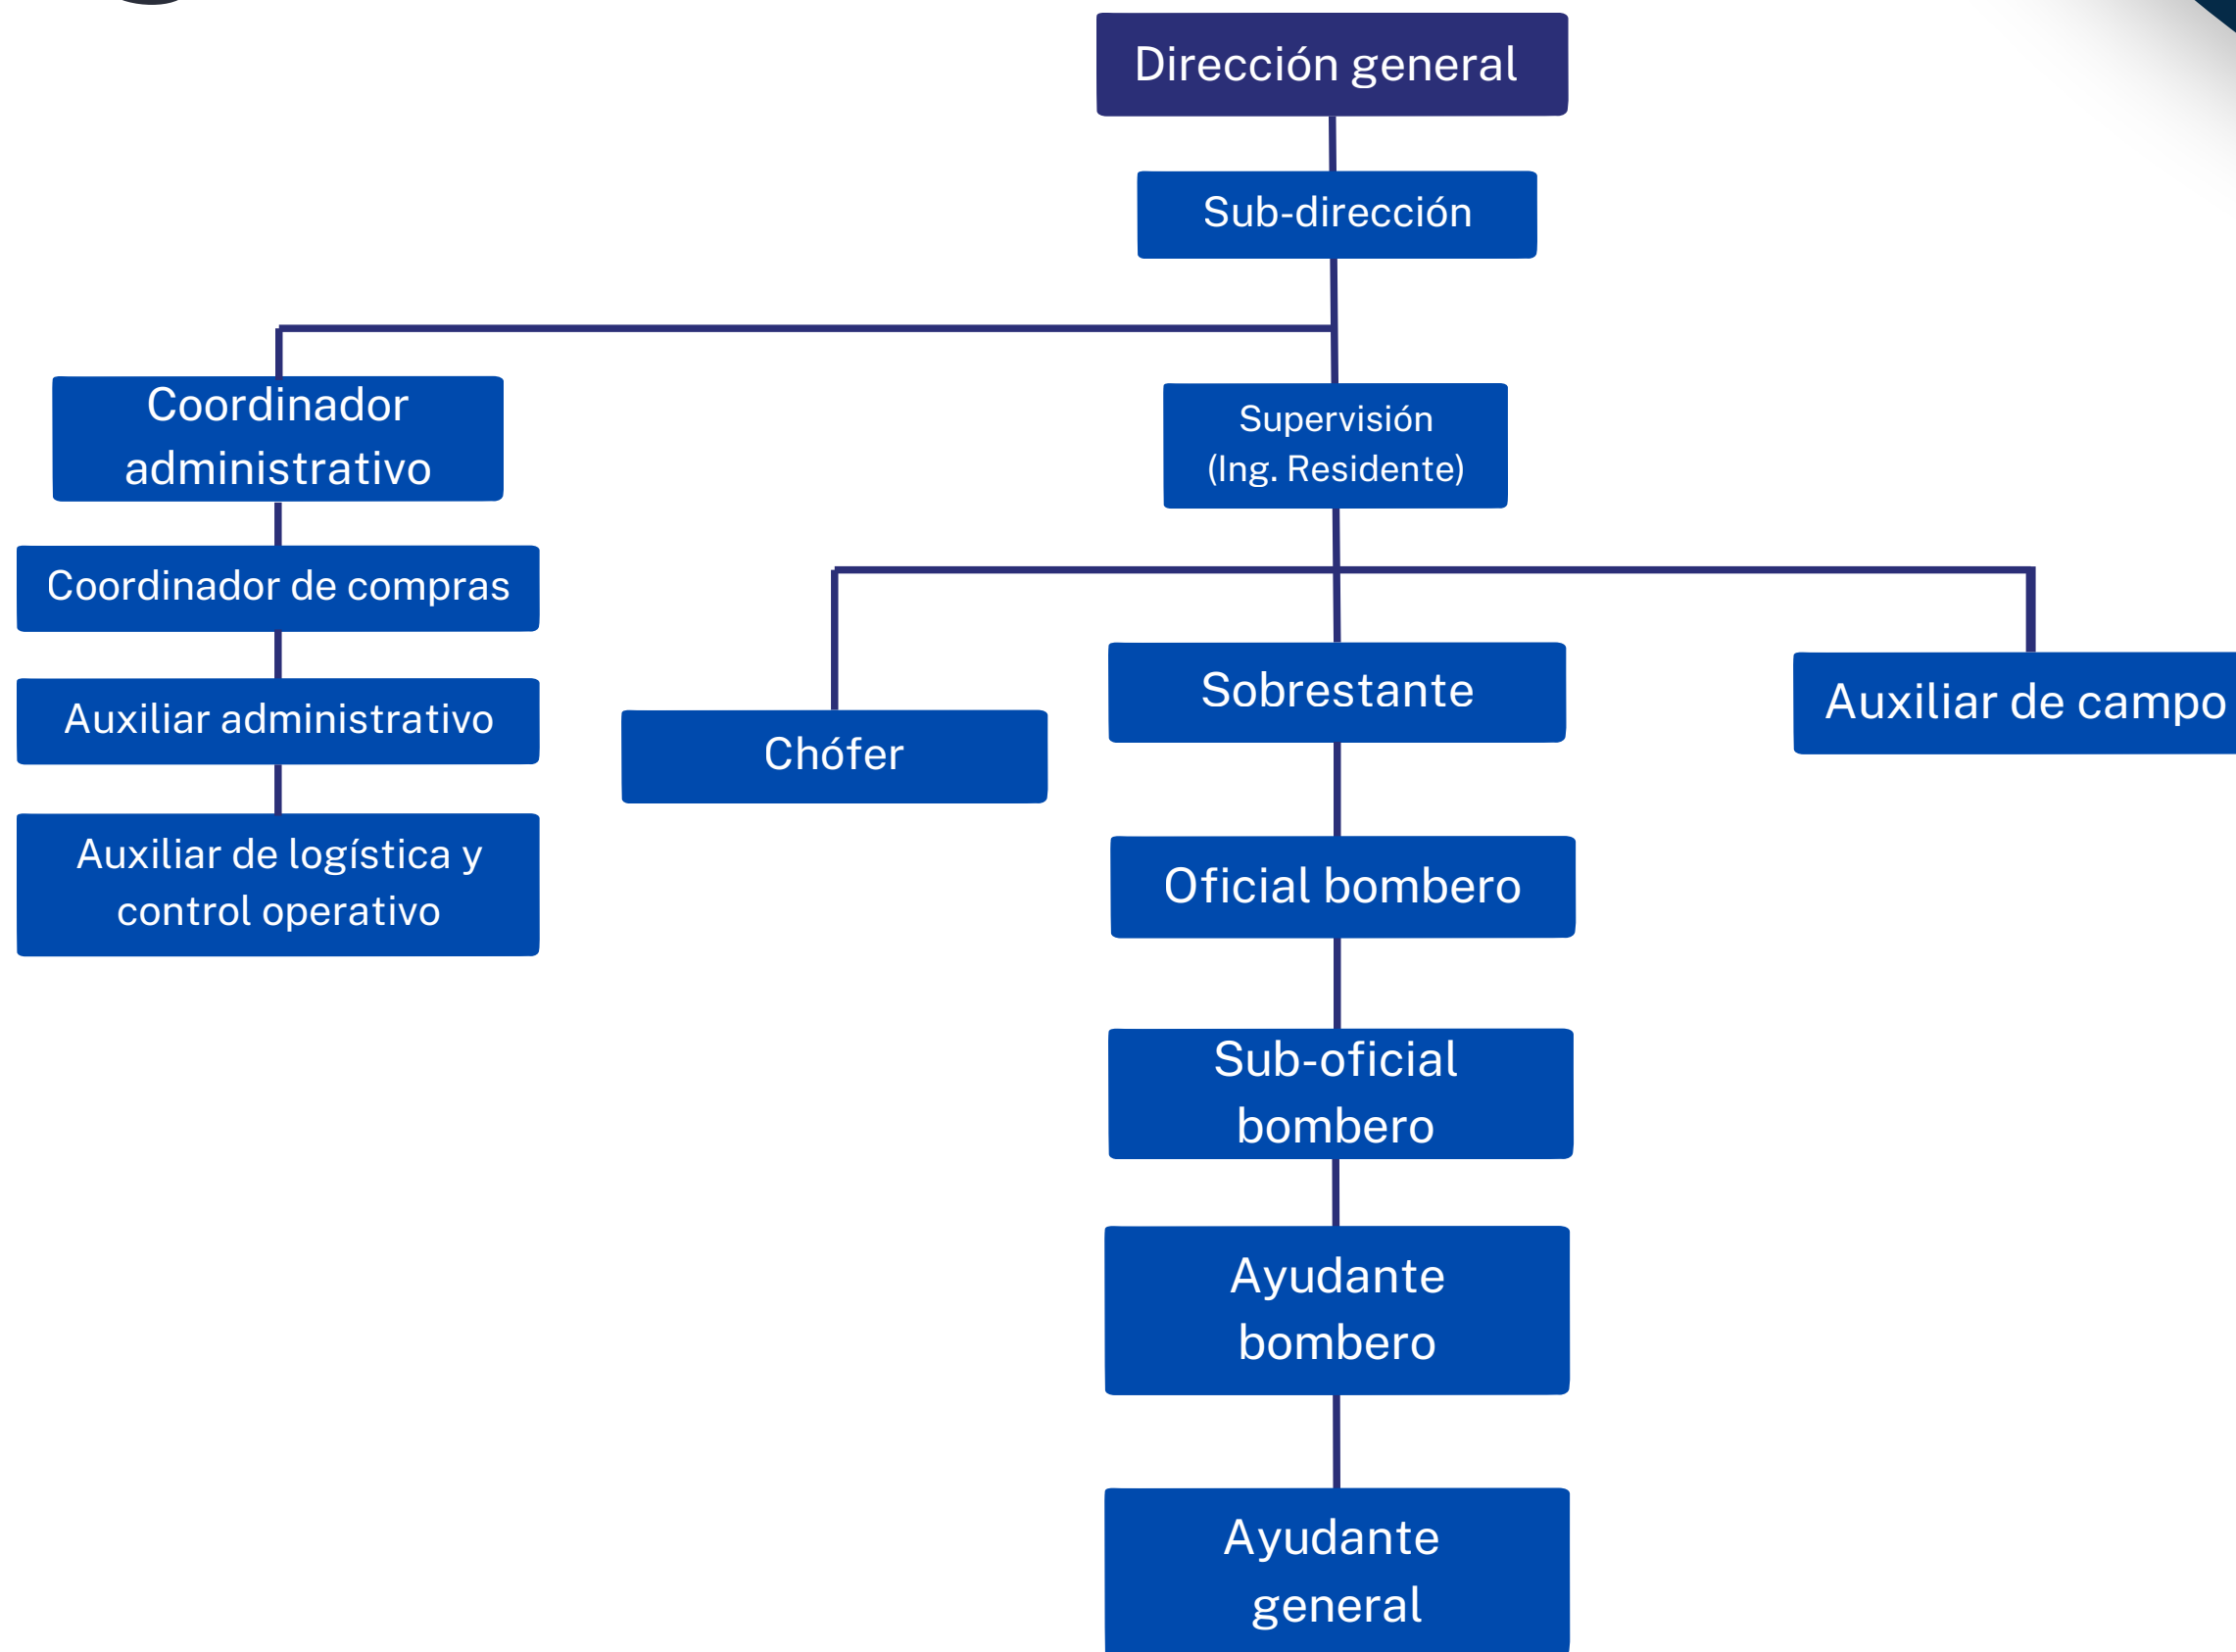 Dirección general
Sub-dirección
Coordinador
administrativo
Supervisión
(Ing. Residente)
Coordinador de compras
Auxiliar administrativo
Auxiliar de logística y
control operativo
Chófer
Sobrestante
Auxiliar de campo
Oficial bombero
Sub-oficial
bombero
Ayudante
bombero
Ayudante
general